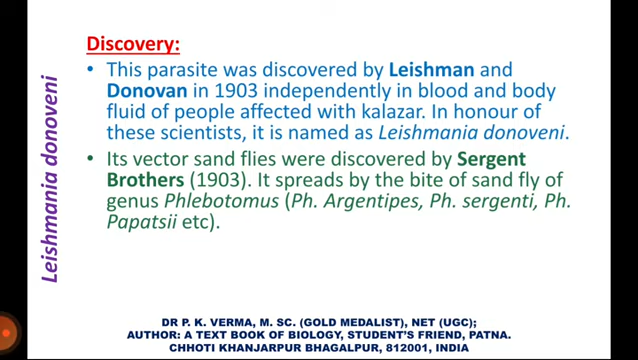 Discovery:
• This parasite was discovered by Leishman and
Donovan in 1903 independently in blood and body
fluid of people affected with kalazar. In honour of
these scientists, it is named as Leishmania donoveni.
• Its vector sand flies were discovered by Sergent
Brothers (1903). It spreads by the bite of sand fly of
genus Phlebotomus (Ph. Argentipes, Ph. sergenti, Ph.
Papatsii etc).
Leishmania donoveni
DR P. K. VERMA, M. SC. (GOLD MEDALIST), NET (UGC);
AUTHOR: A TEXT BOOK OF BIOLOGY, STUDENT'S FRIEND, PATNA.
CHHOTI KHANJARPUR BHAGALPUR, 812001, INDIA